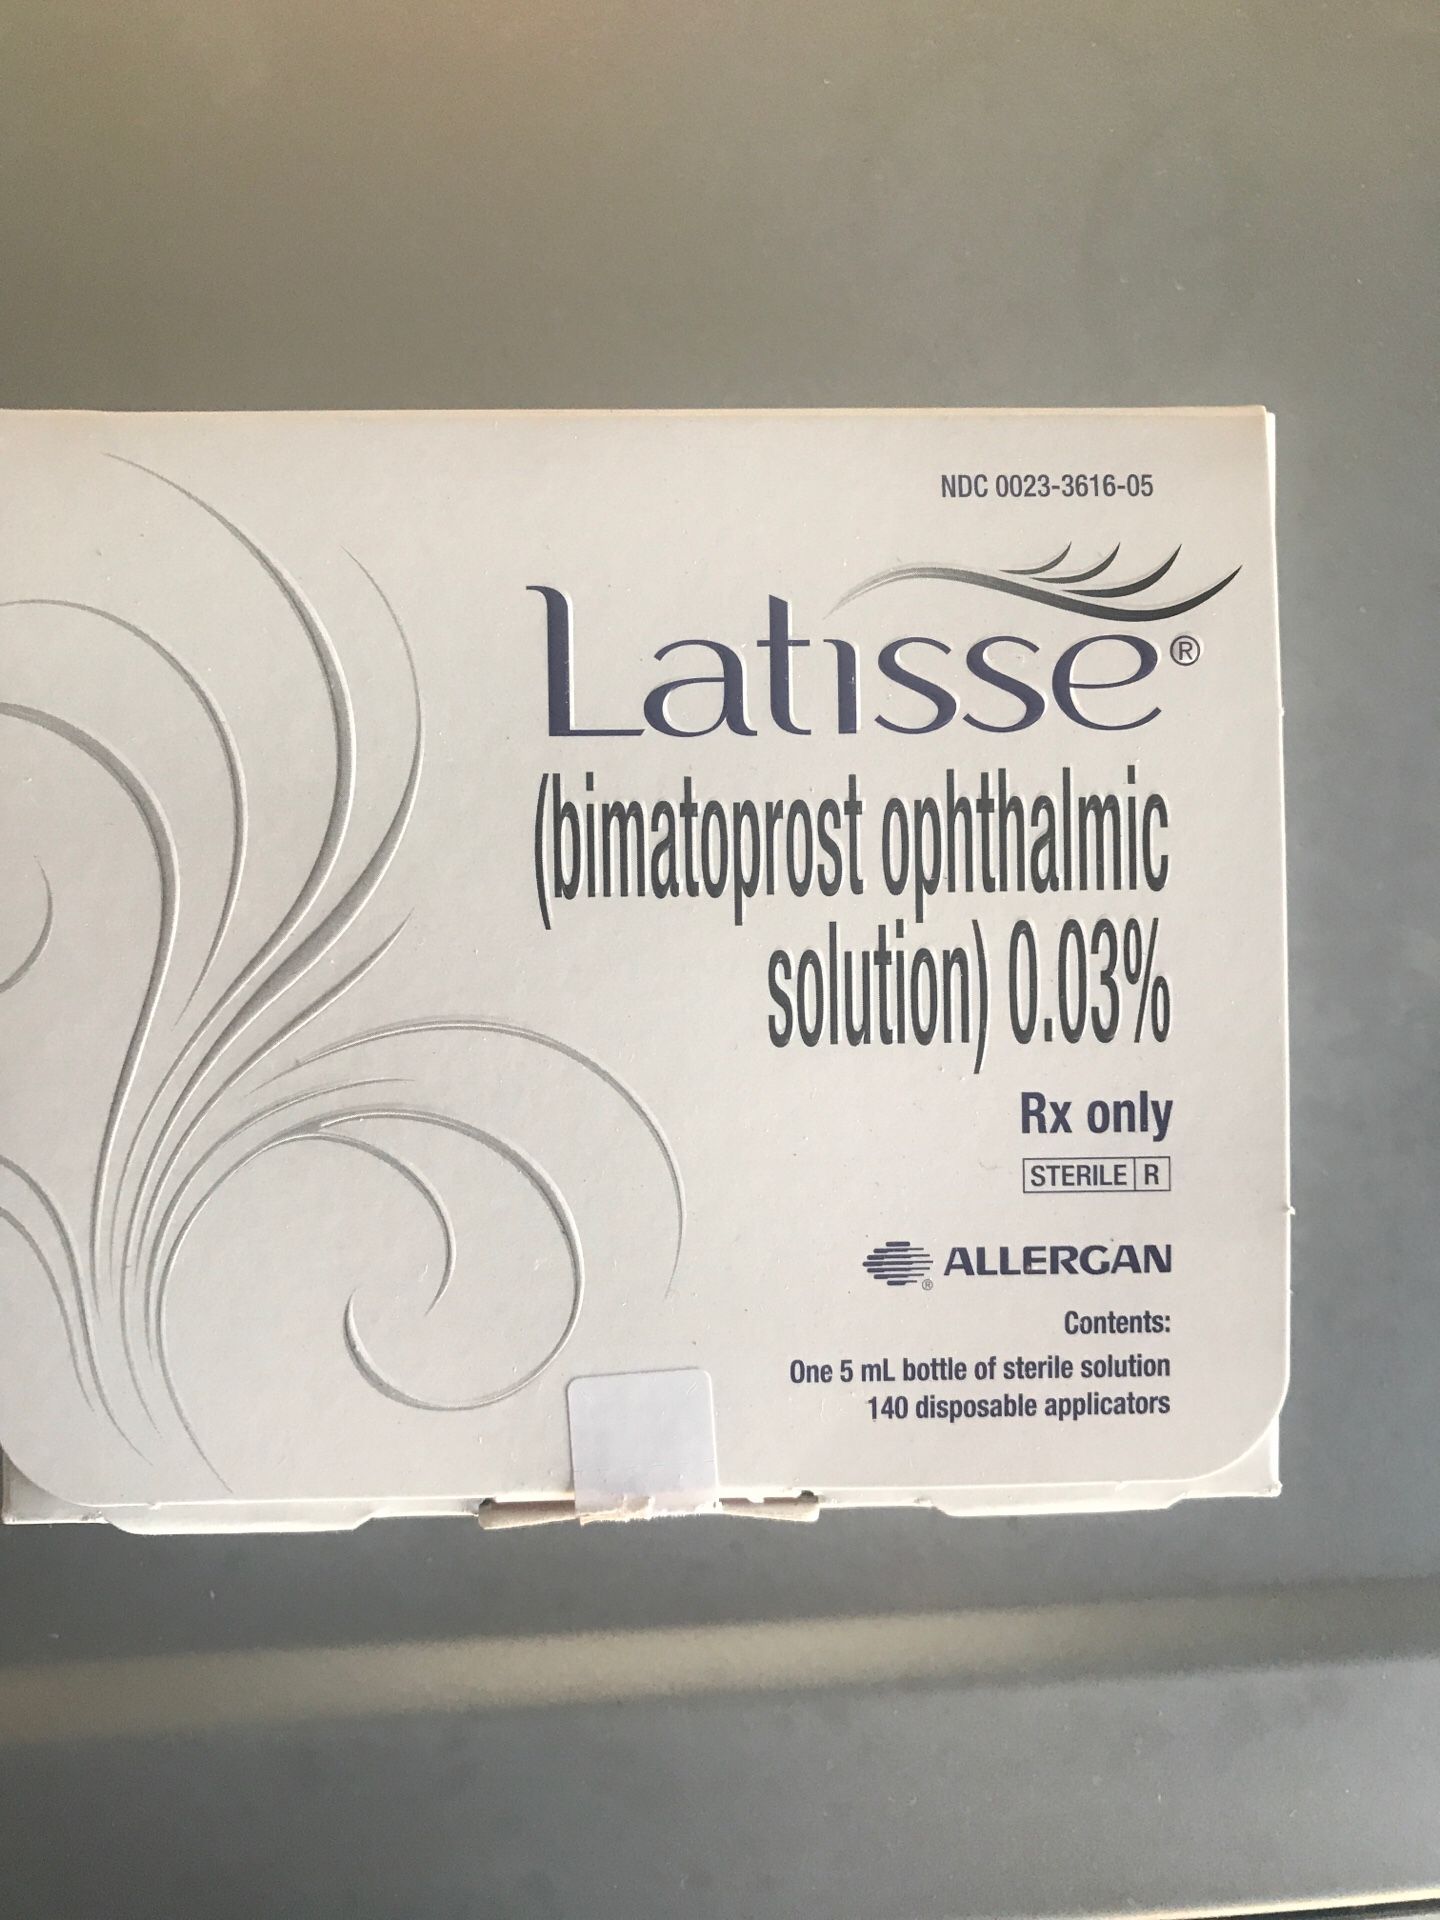 NDC 0023-3616-05
Latisse®
(bimatoprost ophthalmic
solution) 0.03%
Rx only
STERILE R
ALLERGAN
®
Contents:
One 5 mL bottle of sterile solution
140 disposable applicators